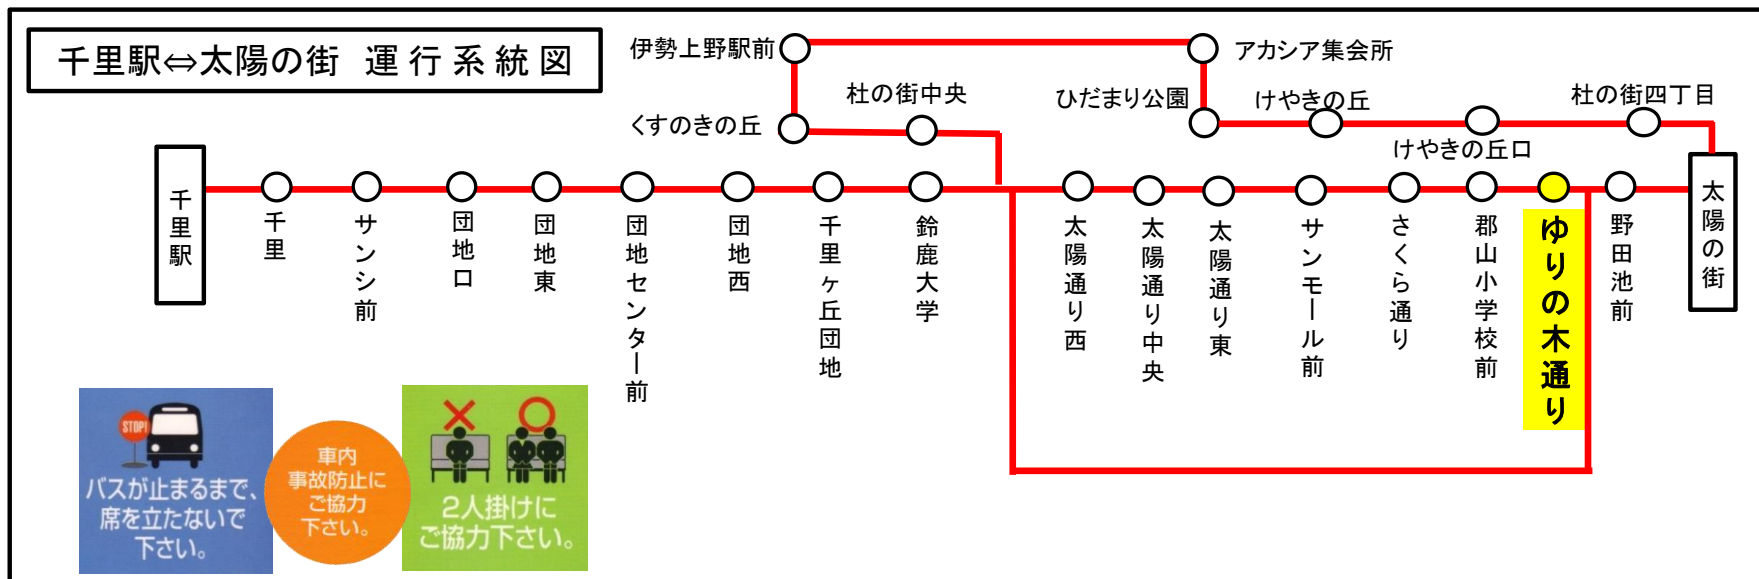 千里駅⇔太陽の街 運行系統図
伊勢上野駅前
アカシア集会所
くすのきの丘
杜の街中央
ひだまり公園
けやきの丘
けやきの丘口
杜の街四丁目
千里駅
千里
サンシ前
団地口
団地東
団地センター前
団地西
千里ヶ丘団地
鈴鹿大学
太陽通り西
太陽通り中央
太陽通り東
サンモール前
さくら通り
郡山小学校前
ゆりの木通り
野田池前
太陽の街
STOP!
バスが止まるまで、
席を立たないで
下さい。
車内
事故防止に
ご協力
下さい。
2人掛けに
ご協力下さい。